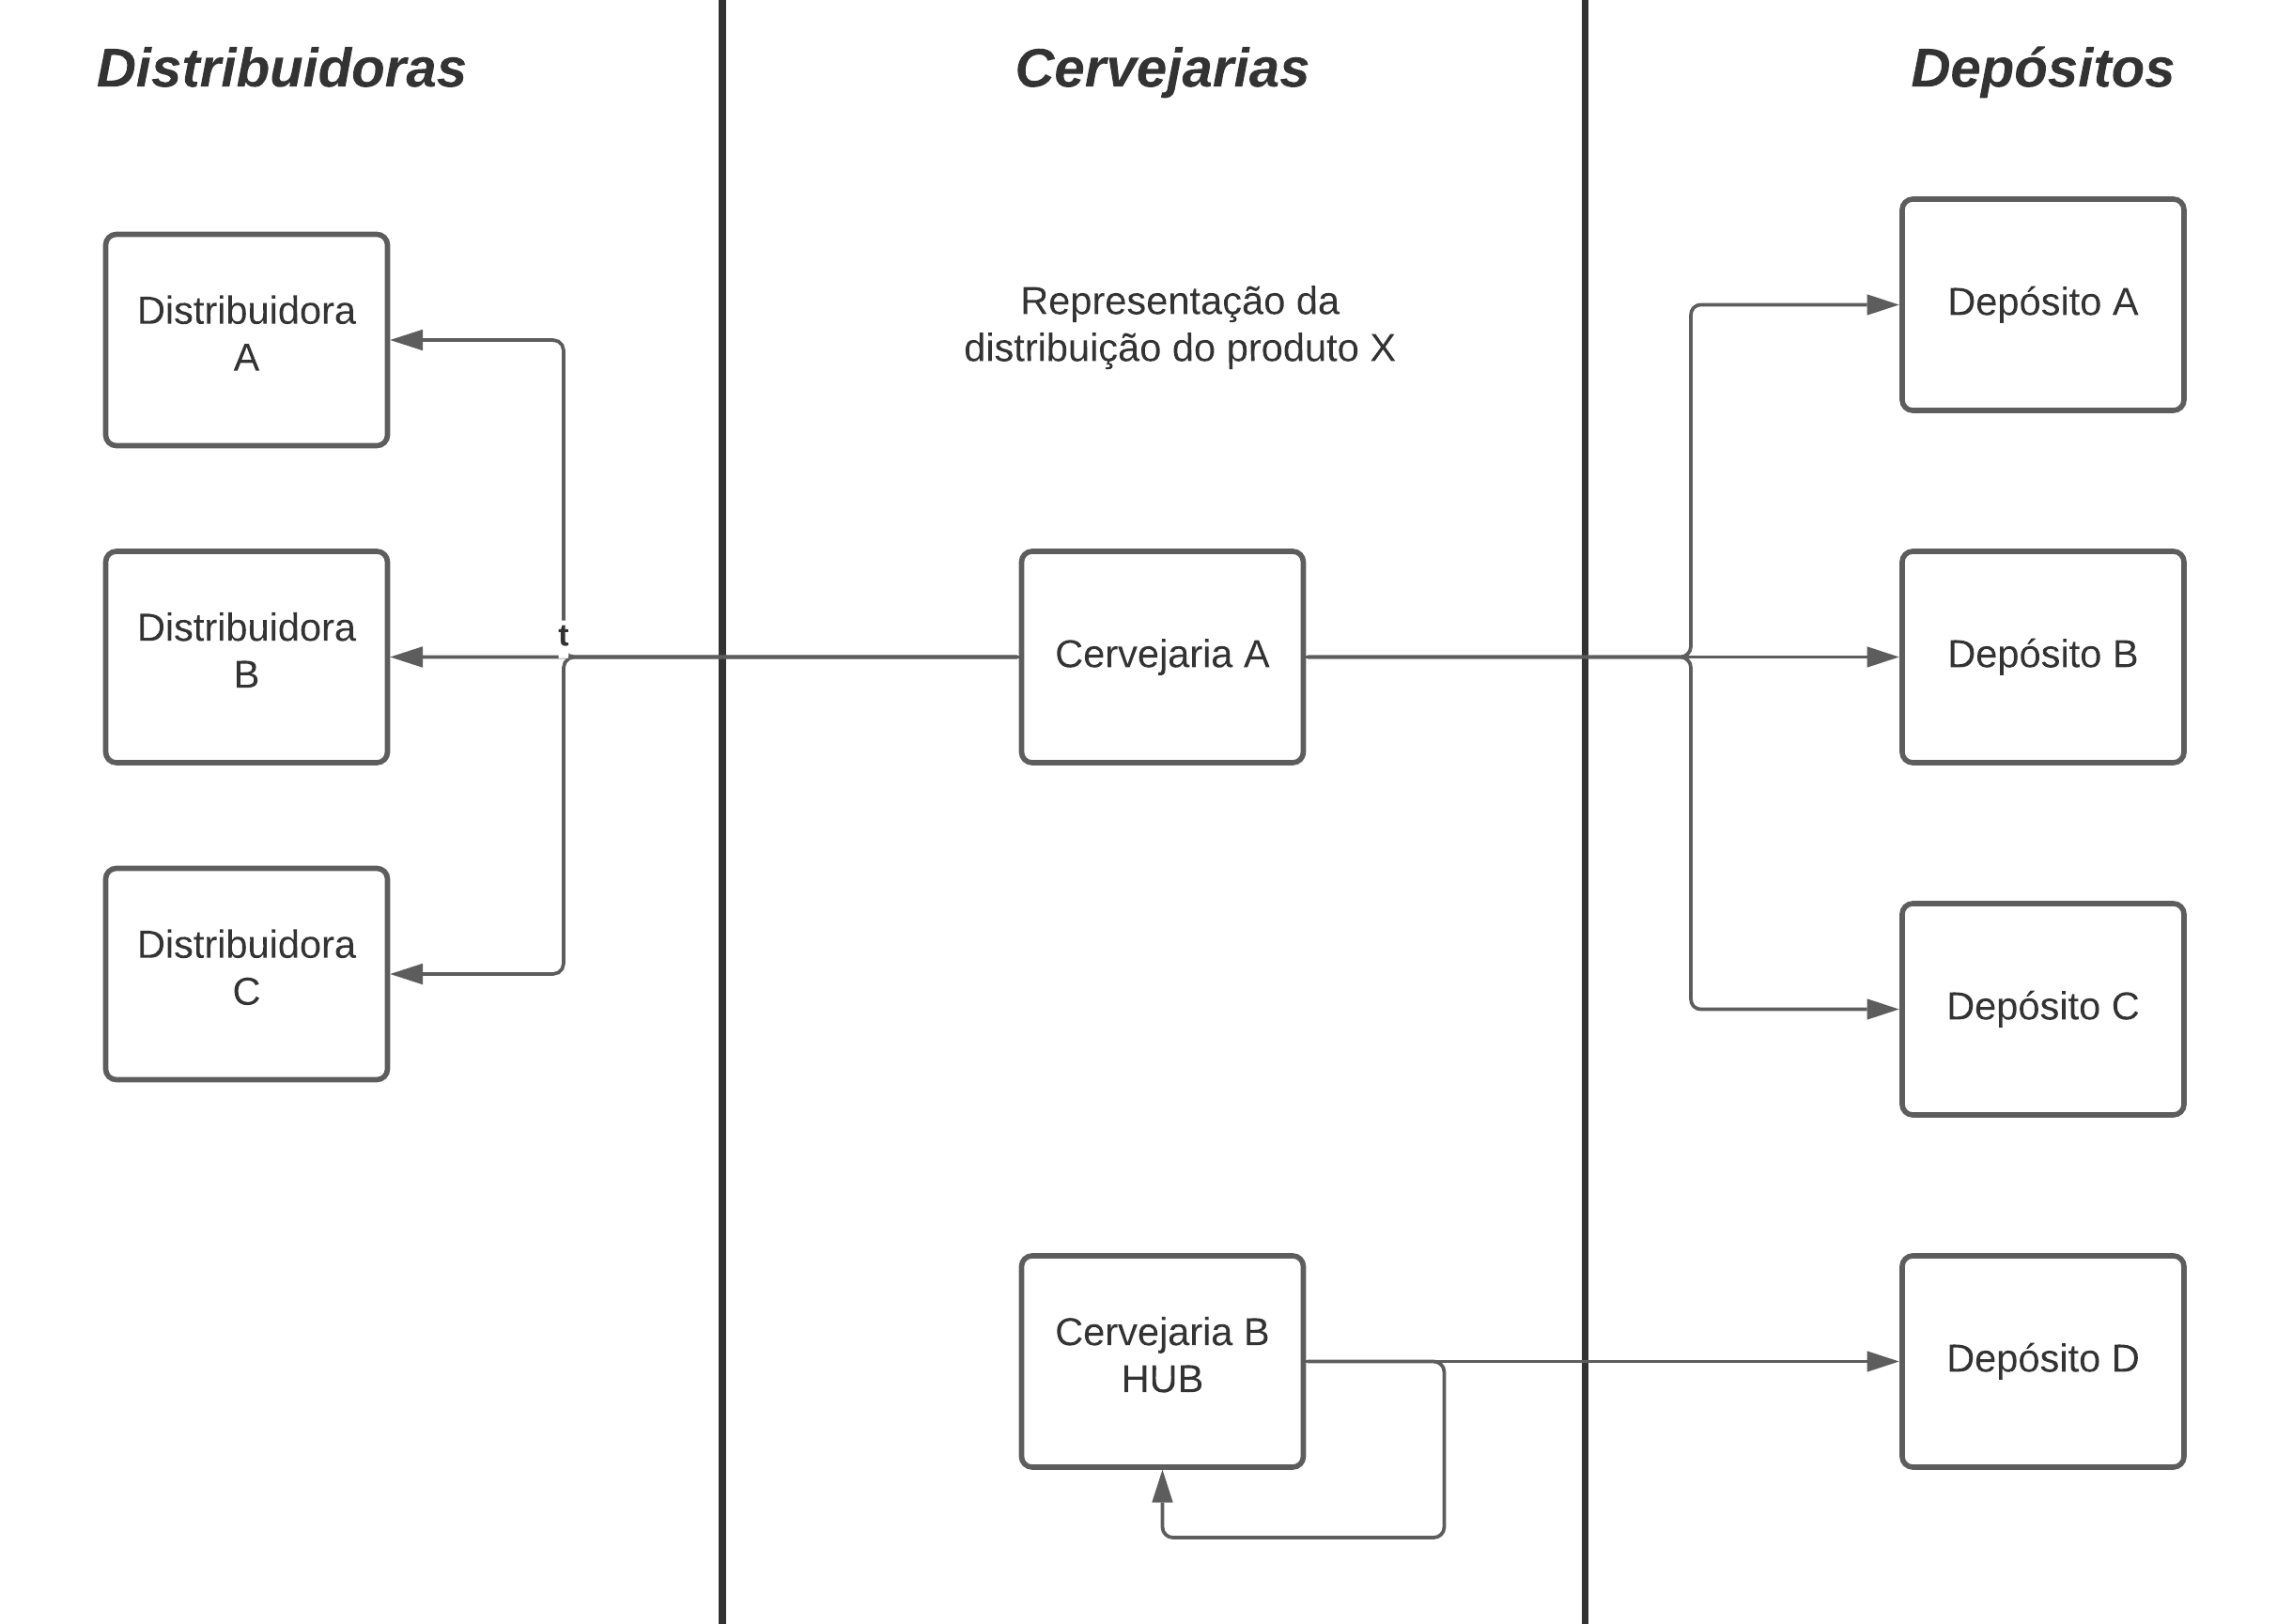 Distribuidoras
Cervejarias
Depósitos
Distribuidora
A
Distribuidora
B
Distribuidora
C
t
Representação da
distribuição do produto X
Cervejaria A
Cervejaria B
HUB
Depósito A
Depósito B
Depósito C
Depósito D